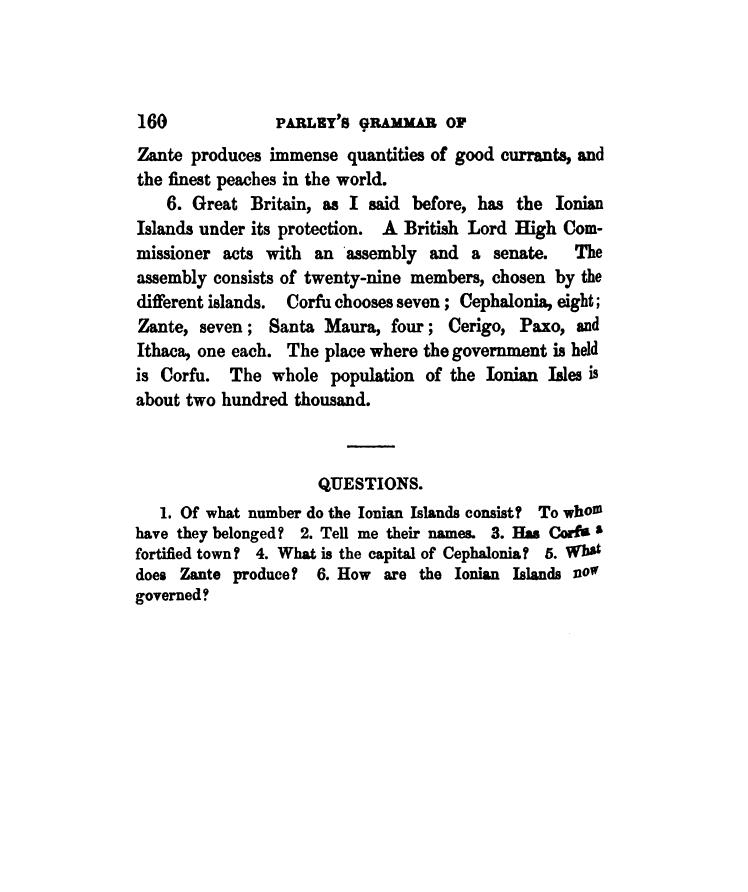 160 PARLEY'S GRAMMAR OF
Zante produces immense quantities of good currants, and
the finest peaches in the world.
6. Great Britain, as I said before, has the Ionian
Islands under its protection. A British Lord High Com-
missioner acts with an assembly and a senate. The
assembly consists of twenty-nine members, chosen by the
different islands. Corfu chooses seven; Cephalonia, eight;
Zante, seven; Santa Maura, four; Cerigo, Paxo, and
Ithaca, one each. The place where the government is held
is Corfu. The whole population of the Ionian Isles is
about two hundred thousand.
QUESTIONS.
1. Of what number do the Ionian Islands consist? To whom
have they belonged? 2. Tell me their names. 3. Has Corfu a
fortified town? 4. What is the capital of Cephalonia? 5. What
does Zante produce? 6. How are the Ionian Islands now
governed?